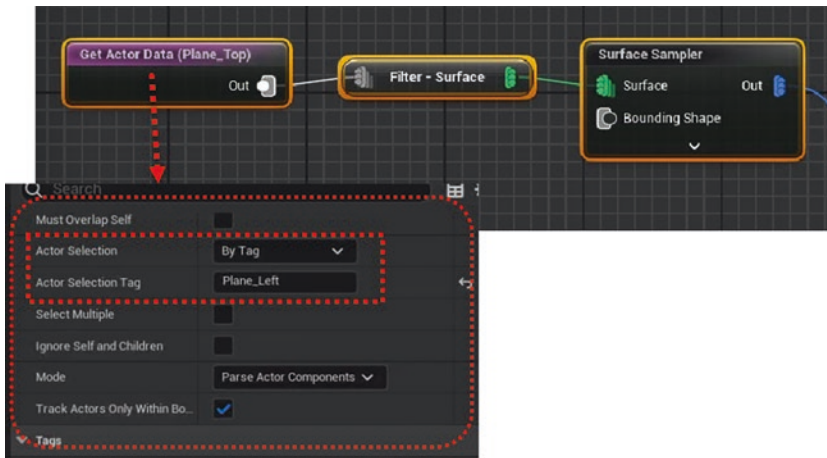 Get Actor Data (Plane_Top)
Out
Filter - Surface
Surface Sampler
Surface
Out
Bounding Shape
Search
Must Overlap Self
Actor Selection
By Tag
Actor Selection Tag
Plane_Left
Select Multiple
Ignore Self and Children
Mode
Parse Actor Components
Track Actors Only Within Bo...
Tags